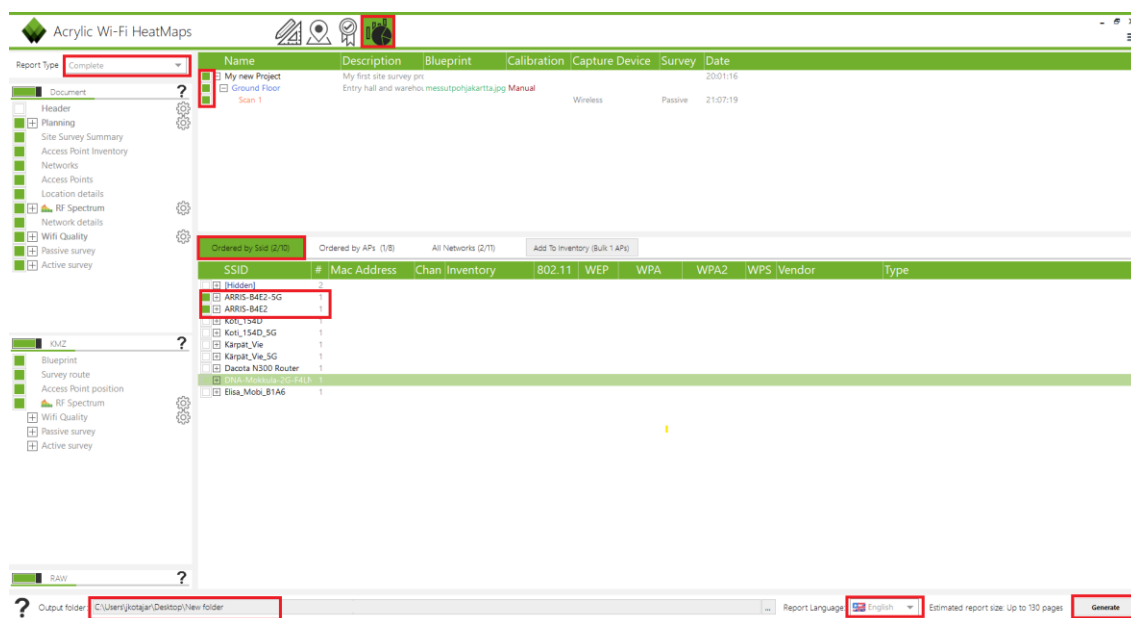 Acrylic Wi-Fi HeatMaps
Report Type Complete
Document ?
Header
Planning
Site Survey Summary
Access Point Inventory
Networks
Access Points
Location details
RF Spectrum
Network details
Wifi Quality
Passive survey
Active survey
KMZ ?
Blueprint
Survey route
Access Point position
RF Spectrum
Wifi Quality
Passive survey
Active survey
RAW ?
Name Description Blueprint Calibration Capture Device Survey Date
My new Project My first site survey pro 20:01:16
Ground Floor Entry hall and warehou messutpohjakartta.jpg Manual
Scan 1 Wireless Passive 21:07:19
Ordered by Ssid (2/10) Ordered by APs (1/8) All Networks (2/11) Add To Inventory (Bulk 1 APs)
SSID # Mac Address Chan Inventory 802.11 WEP WPA WPA2 WPS Vendor Type
[Hidden] 2
ARRIS-B4E2-5G 1
ARRIS-B4E2 1
Koti_154D 1
Koti_154D_5G 1
Kärpät_Vie 1
Kärpät_Vie_5G 1
Dacota N300 Router 1
DNA-Mokkula-2G-F4LN 1
Elisa_Mobi_B1A6 1
? Output folder: C:\Users\jkotajar\Desktop\New folder ... Report Language: English Estimated report size: Up to 130 pages Generate